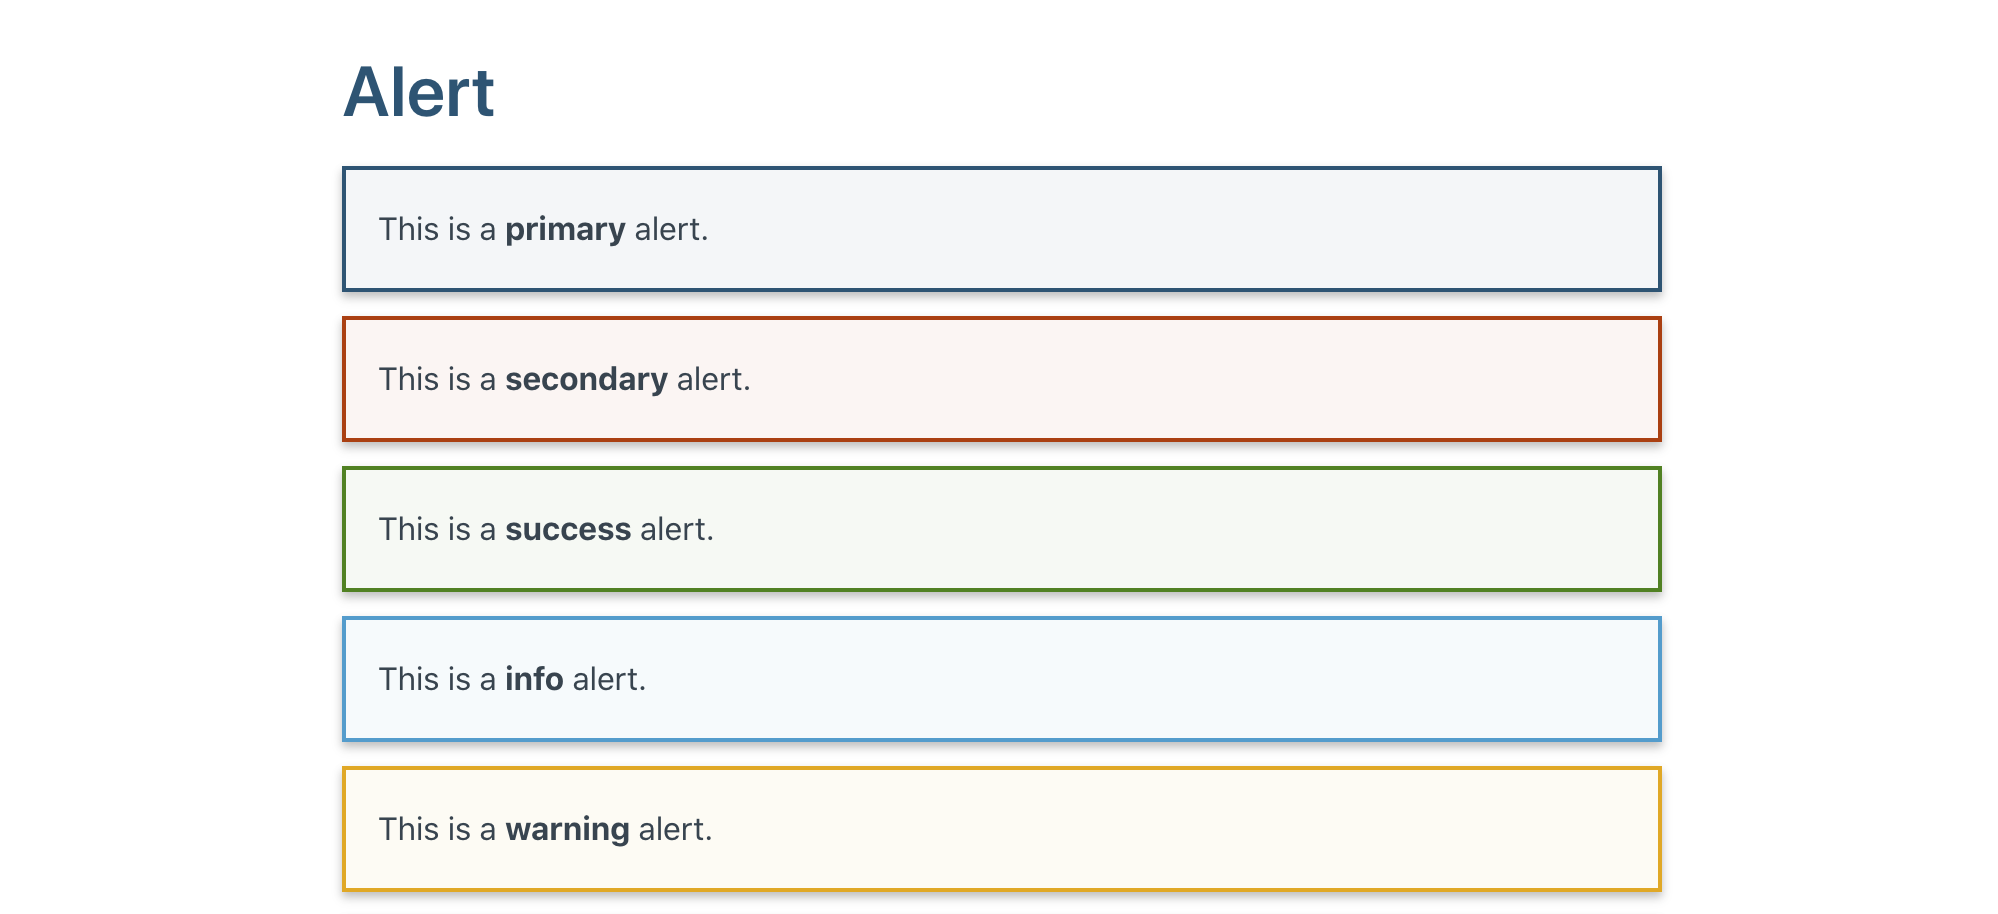 Alert
This is a primary alert.
This is a secondary alert.
This is a success alert.
This is a info alert.
This is a warning alert.